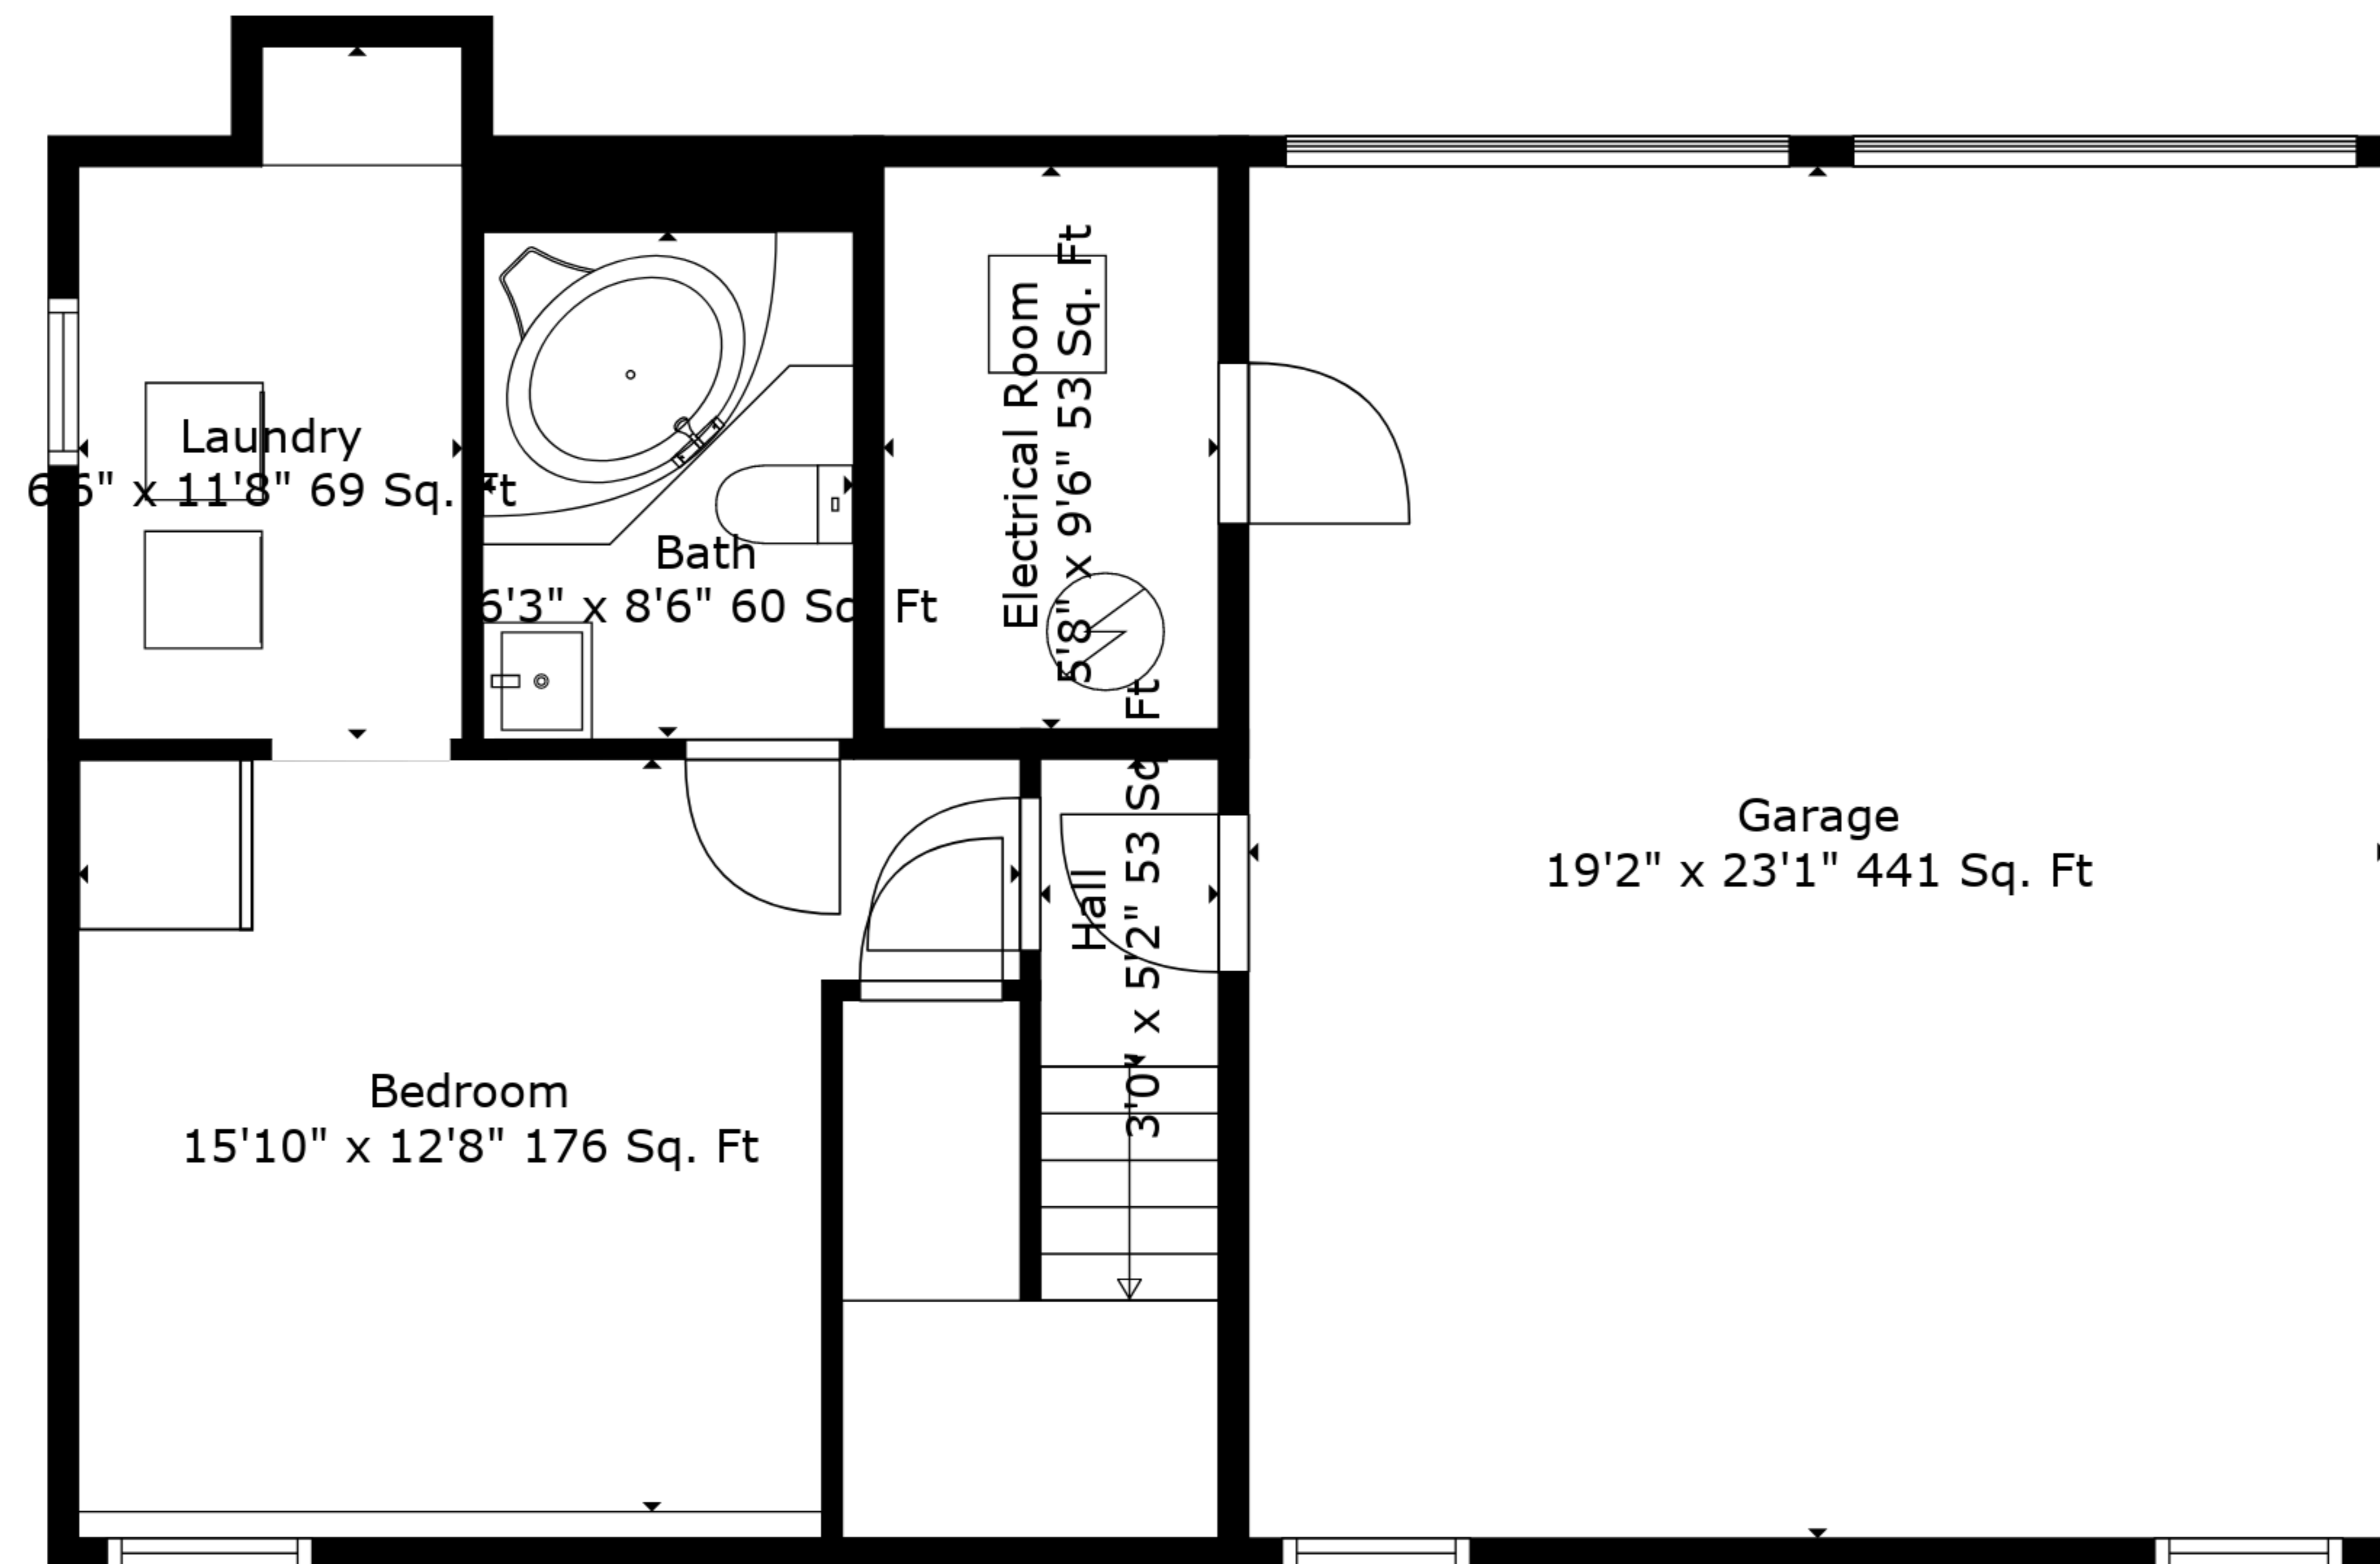 Laundry
6'6" x 11'8" 69 Sq. Ft
Bath
6'3" x 8'6" 60 Sq. Ft
Electrical Room
5'8" x 9'6" 53 Sq. Ft
Hall
3'0" x 5'2" 53 Sq. Ft
Garage
19'2" x 23'1" 441 Sq. Ft
Bedroom
15'10" x 12'8" 176 Sq. Ft